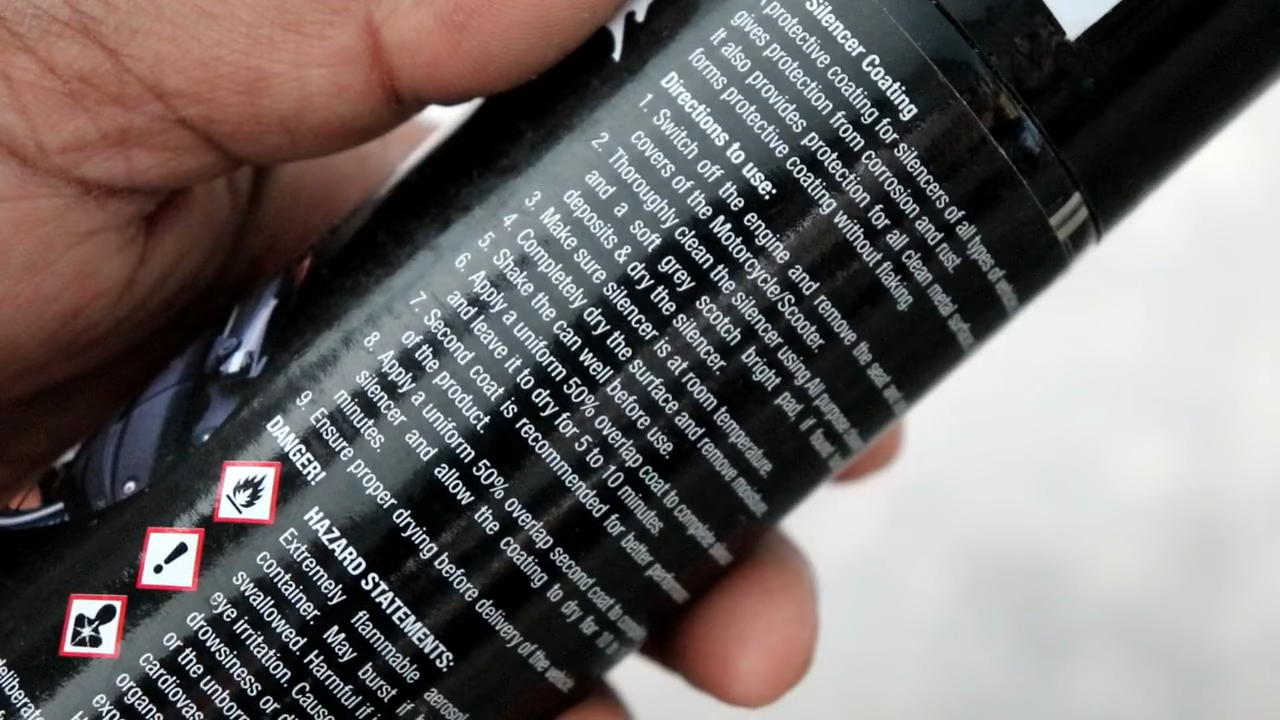 Silencer Coating
protective coating for silencers of all types of
gives protection from corrosion and rust.
It also provides protection for all clean metal
forms protective coating without flaking.
Directions to use:
1. Switch off the engine and remove the seat
covers of the Motorcycle/Scooter.
2. Thoroughly clean the silencer using All purpose
and a soft grey scotch bright pad, if found
deposits & dry the silencer.
3. Make sure silencer is at room temperature.
4. Completely dry the surface and remove moisture.
5. Shake the can well before use.
6. Apply a uniform 50% overlap coat to complete
and leave it to dry for 5 to 10 minutes.
7. Second coat is recommended for better
of the product.
8. Apply a uniform 50% overlap second coat to
silencer and allow the coating to dry for
minutes.
9. Ensure proper drying before delivery of the vehicle.
DANGER!
HAZARD STATEMENTS:
Extremely flammable aerosol
container. May burst if
swallowed. Harmful if
eye irritation.
drowsiness or
or the unborn